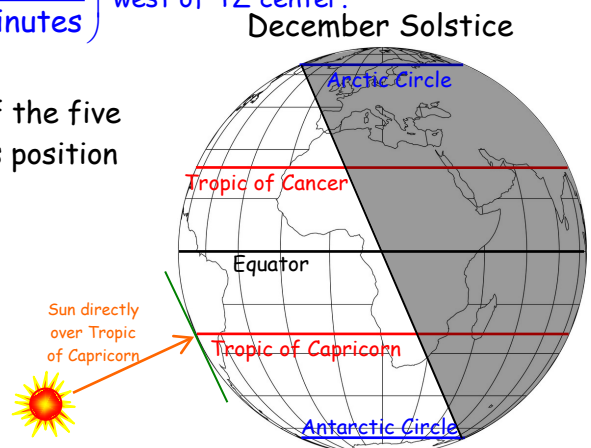 inutes) west of TZ center.
December Solstice
Arctic Circle
f the five
position
Tropic of Cancer
Equator
Sun directly
over Tropic
of Capricorn
Tropic of Capricorn
Antarctic Circle